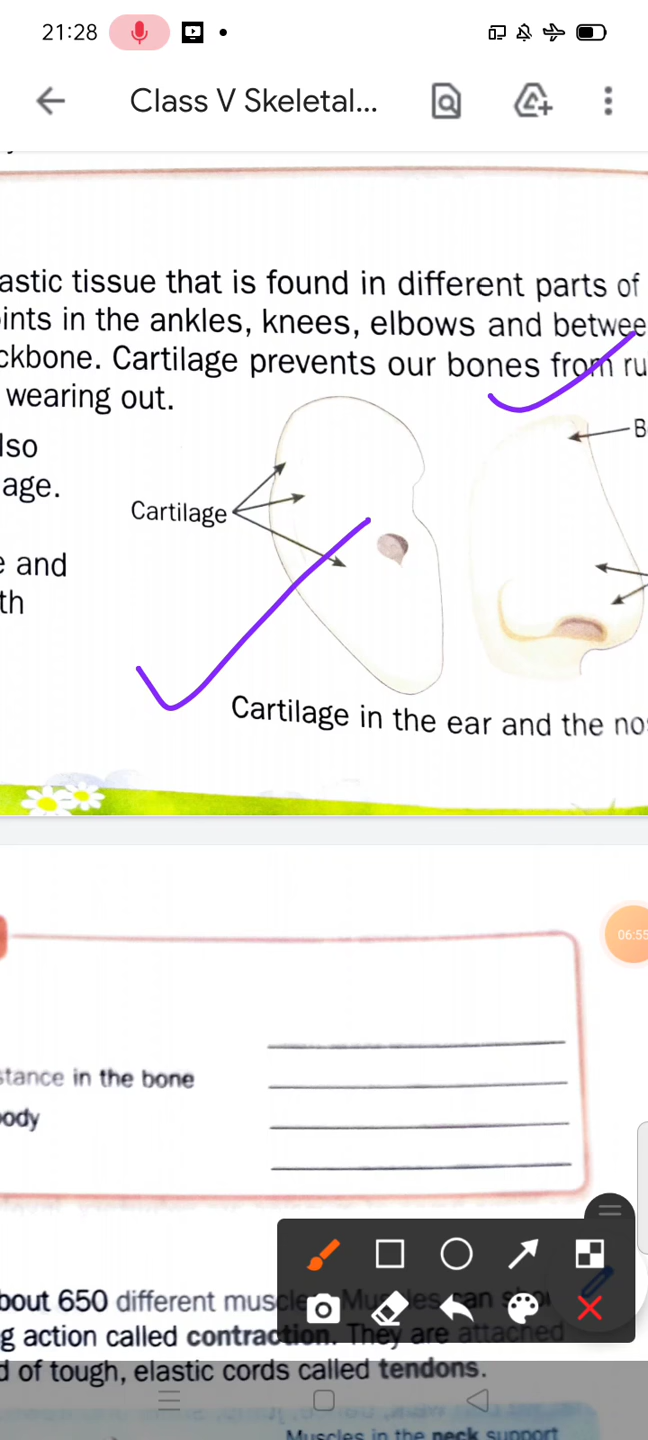 21:28
Class V Skeletal...
astic tissue that is found in different parts of
ints in the ankles, knees, elbows and betwee
ckbone. Cartilage prevents our bones from ru
wearing out.
lso
age.
e and
th
Cartilage
B
Cartilage in the ear and the no
06:55
stance in the bone
ody
bout 650 different muscles. Muscles can
g action called contraction. They are attached
d of tough, elastic cords called tendons.
Muscles in the neck support